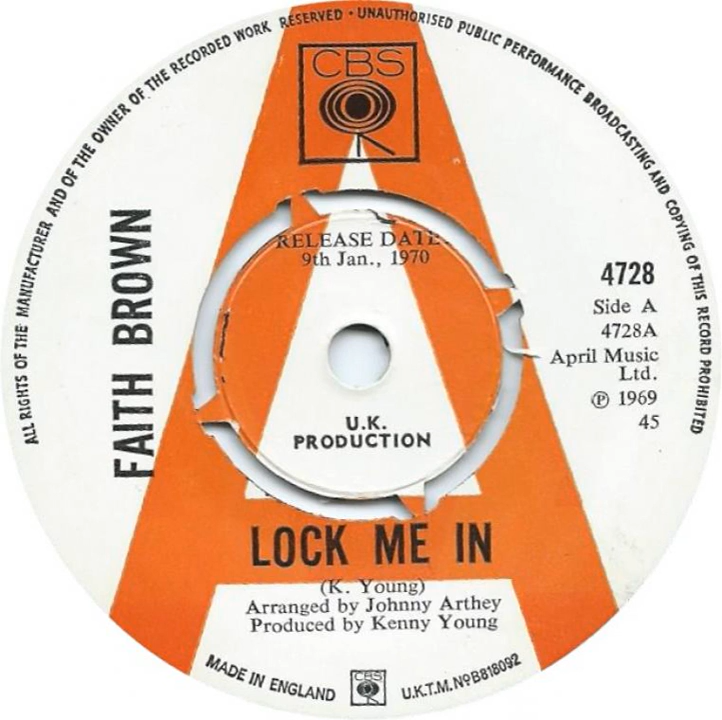 ALL RIGHTS OF THE MANUFACTURER AND OF THE OWNER OF THE RECORDED WORK RESERVED • UNAUTHORISED PUBLIC PERFORMANCE BROADCASTING AND COPYING OF THIS RECORD PROHIBITED
CBS
RELEASE DATE:
9th Jan., 1970
FAITH BROWN
4728
Side A
4728A
April Music
Ltd.
℗ 1969
45
U.K.
PRODUCTION
A
LOCK ME IN
(K. Young)
Arranged by Johnny Arthey
Produced by Kenny Young
MADE IN ENGLAND
CBS
U.K.T.M. No B818092